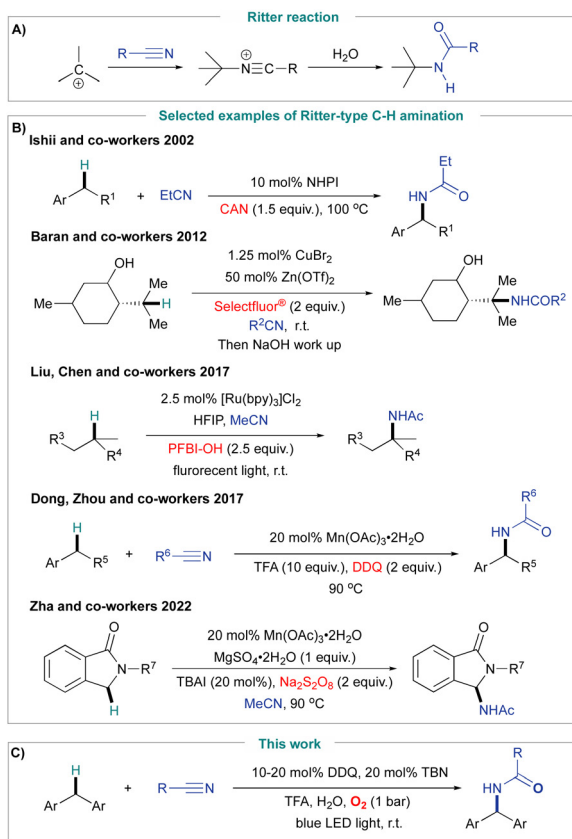 Ritter reaction
A)
R
N
H₂O
N≡C–R
O
R
N
H
Selected examples of Ritter-type C-H amination
B)
Ishii and co-workers 2002
H
Ar
R¹
+
EtCN
10 mol% NHPI
CAN (1.5 equiv.), 100 ºC
Et
HN
O
Ar
R¹
Baran and co-workers 2012
OH
Me
Me
H
Me
1.25 mol% CuBr₂
50 mol% Zn(OTf)₂
Selectfluor® (2 equiv.)
R²CN, r.t.
Then NaOH work up
OH
Me
Me
NHCOR²
Me
Liu, Chen and co-workers 2017
H
R³
R⁴
2.5 mol% [Ru(bpy)₃]Cl₂
HFIP, MeCN
PFBI-OH (2.5 equiv.)
flurorecent light, r.t.
NHAc
R³
R⁴
Dong, Zhou and co-workers 2017
H
Ar
R⁵
+
R⁶
N
20 mol% Mn(OAc)₃•2H₂O
TFA (10 equiv.), DDQ (2 equiv.)
90 ºC
R⁶
HN
O
Ar
R⁵
Zha and co-workers 2022
O
N–R⁷
H
20 mol% Mn(OAc)₃•2H₂O
MgSO₄•2H₂O (1 equiv.)
TBAI (20 mol%), Na₂S₂O₈ (2 equiv.)
MeCN, 90 ºC
O
N–R⁷
NHAc
This work
C)
H
Ar
Ar
+
R
N
10-20 mol% DDQ, 20 mol% TBN
TFA, H₂O, O₂ (1 bar)
blue LED light, r.t.
R
HN
O
Ar
Ar